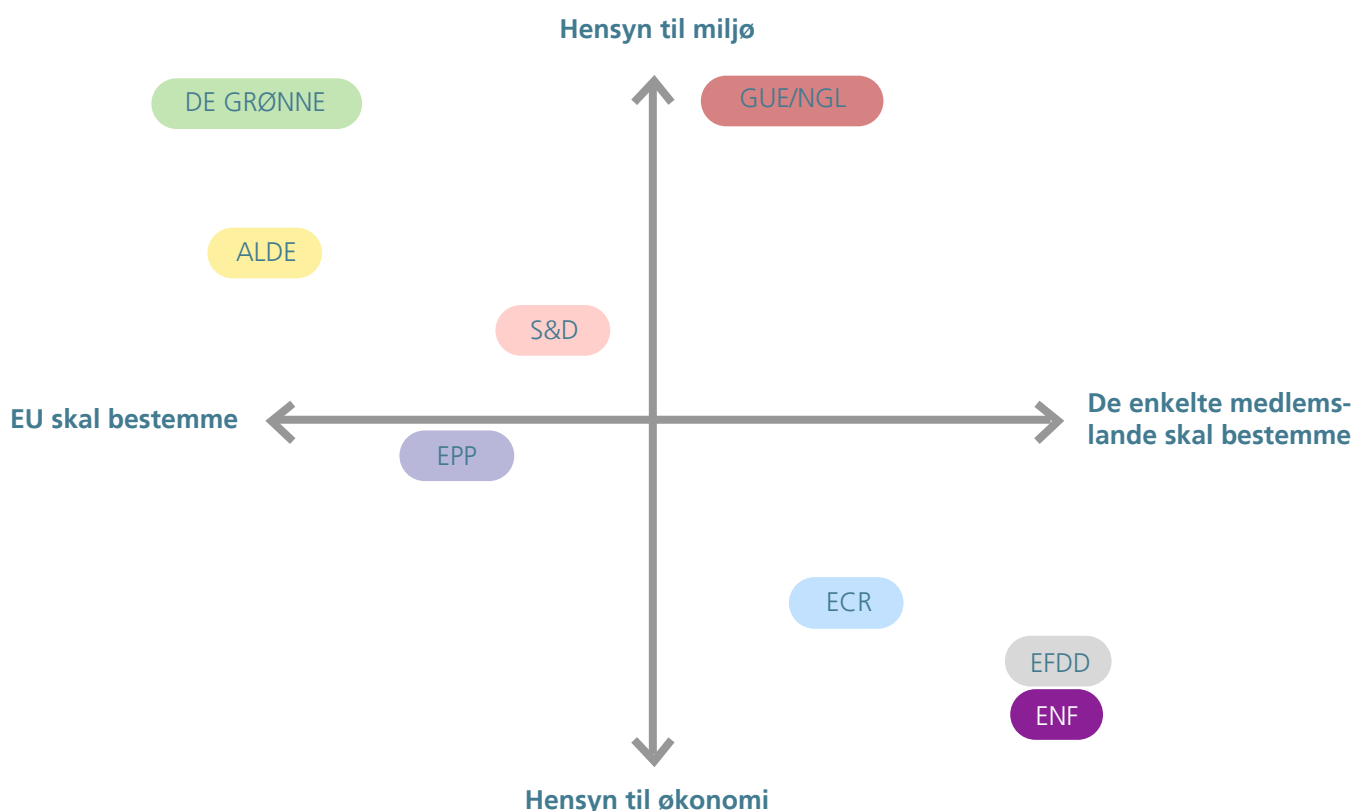 Hensyn til miljø
DE GRØNNE
GUE/NGL
ALDE
S&D
EU skal bestemme
De enkelte medlems-
lande skal bestemme
EPP
ECR
EFDD
ENF
Hensyn til økonomi